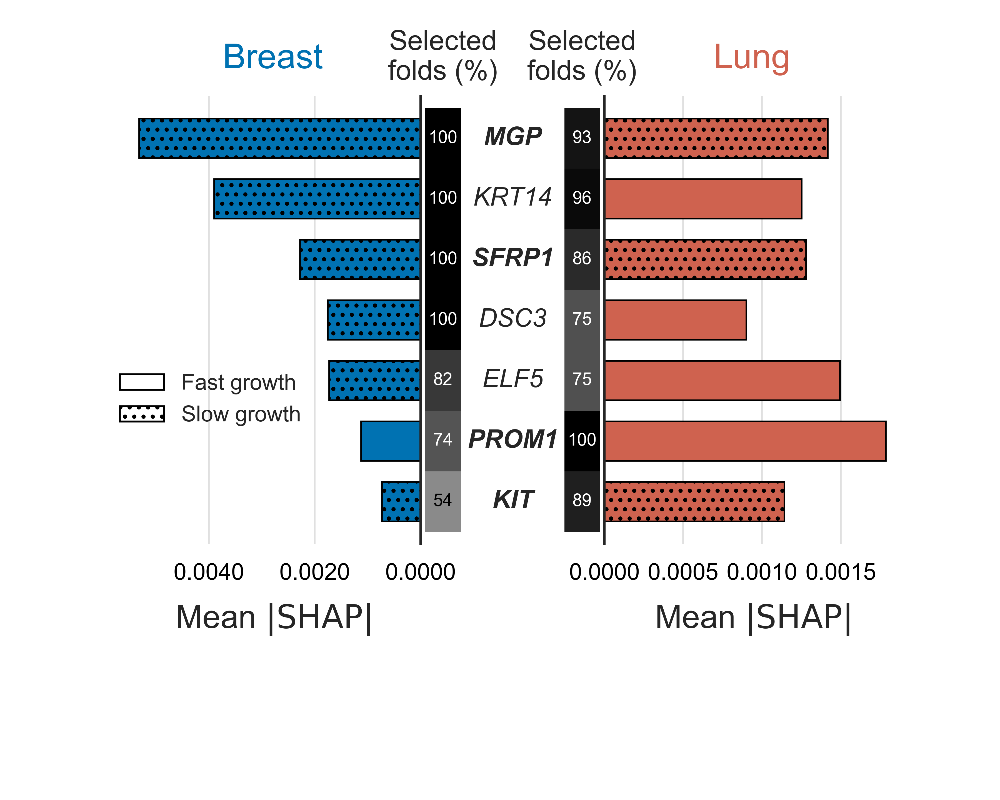 Breast
Selected
folds (%)
Selected
folds (%)
Lung
100 MGP 93
100 KRT14 96
100 SFRP1 86
100 DSC3 75
82 ELF5 75
74 PROM1 100
54 KIT 89
Fast growth
Slow growth
0.0040 0.0020 0.0000
0.0000 0.0005 0.0010 0.0015
Mean |SHAP|
Mean |SHAP|